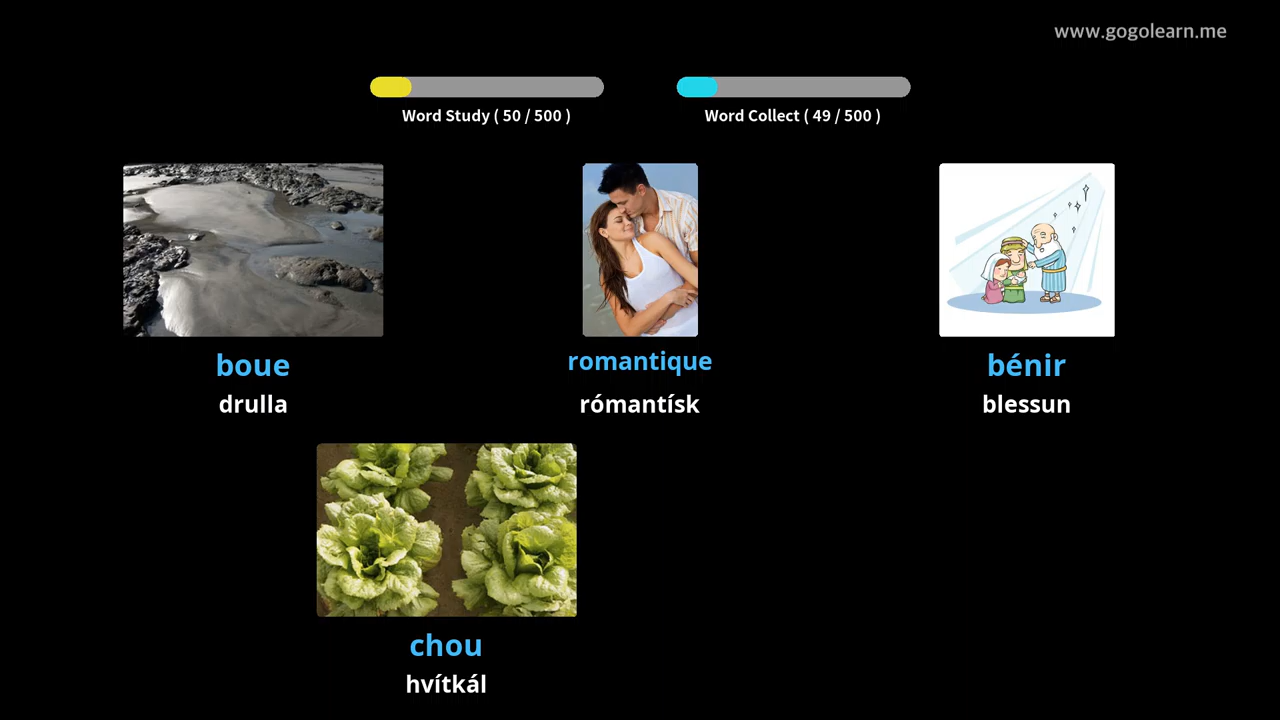 www.gogolearn.me
Word Study ( 50 / 500 )
Word Collect ( 49 / 500 )
boue
romantique
bénir
drulla
rómantísk
blessun
chou
hvítkál